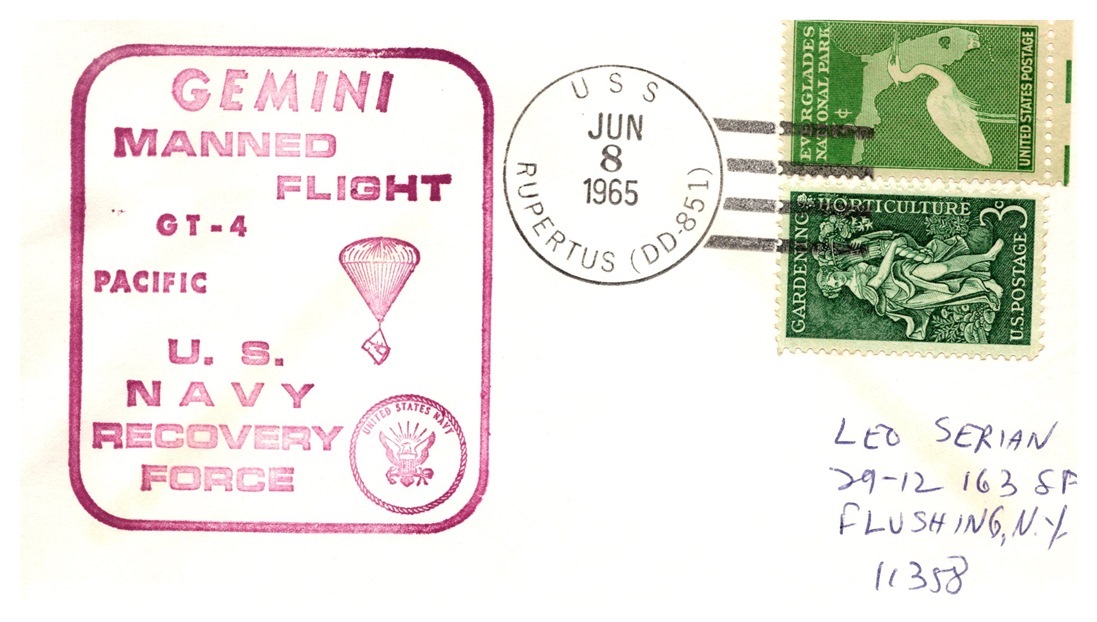 GEMINI
MANNED
FLIGHT
GT-4
PACIFIC
U. S.
NAVY
RECOVERY
FORCE
UNITED STATES NAVY
USS
JUN
8
1965
RUPERTUS (DD-851)
EVERGLADES
NATIONAL PARK
¢
UNITED STATES POSTAGE
GARDENING HORTICULTURE
3¢
U.S. POSTAGE
LEO SERIAN
29-12 163 ST
FLUSHING, N.Y.
11358